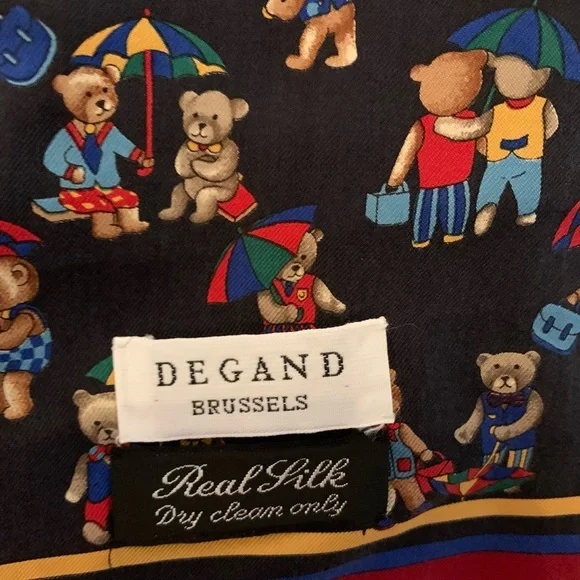 DEGAND
BRUSSELS
Real Silk
Dry clean only